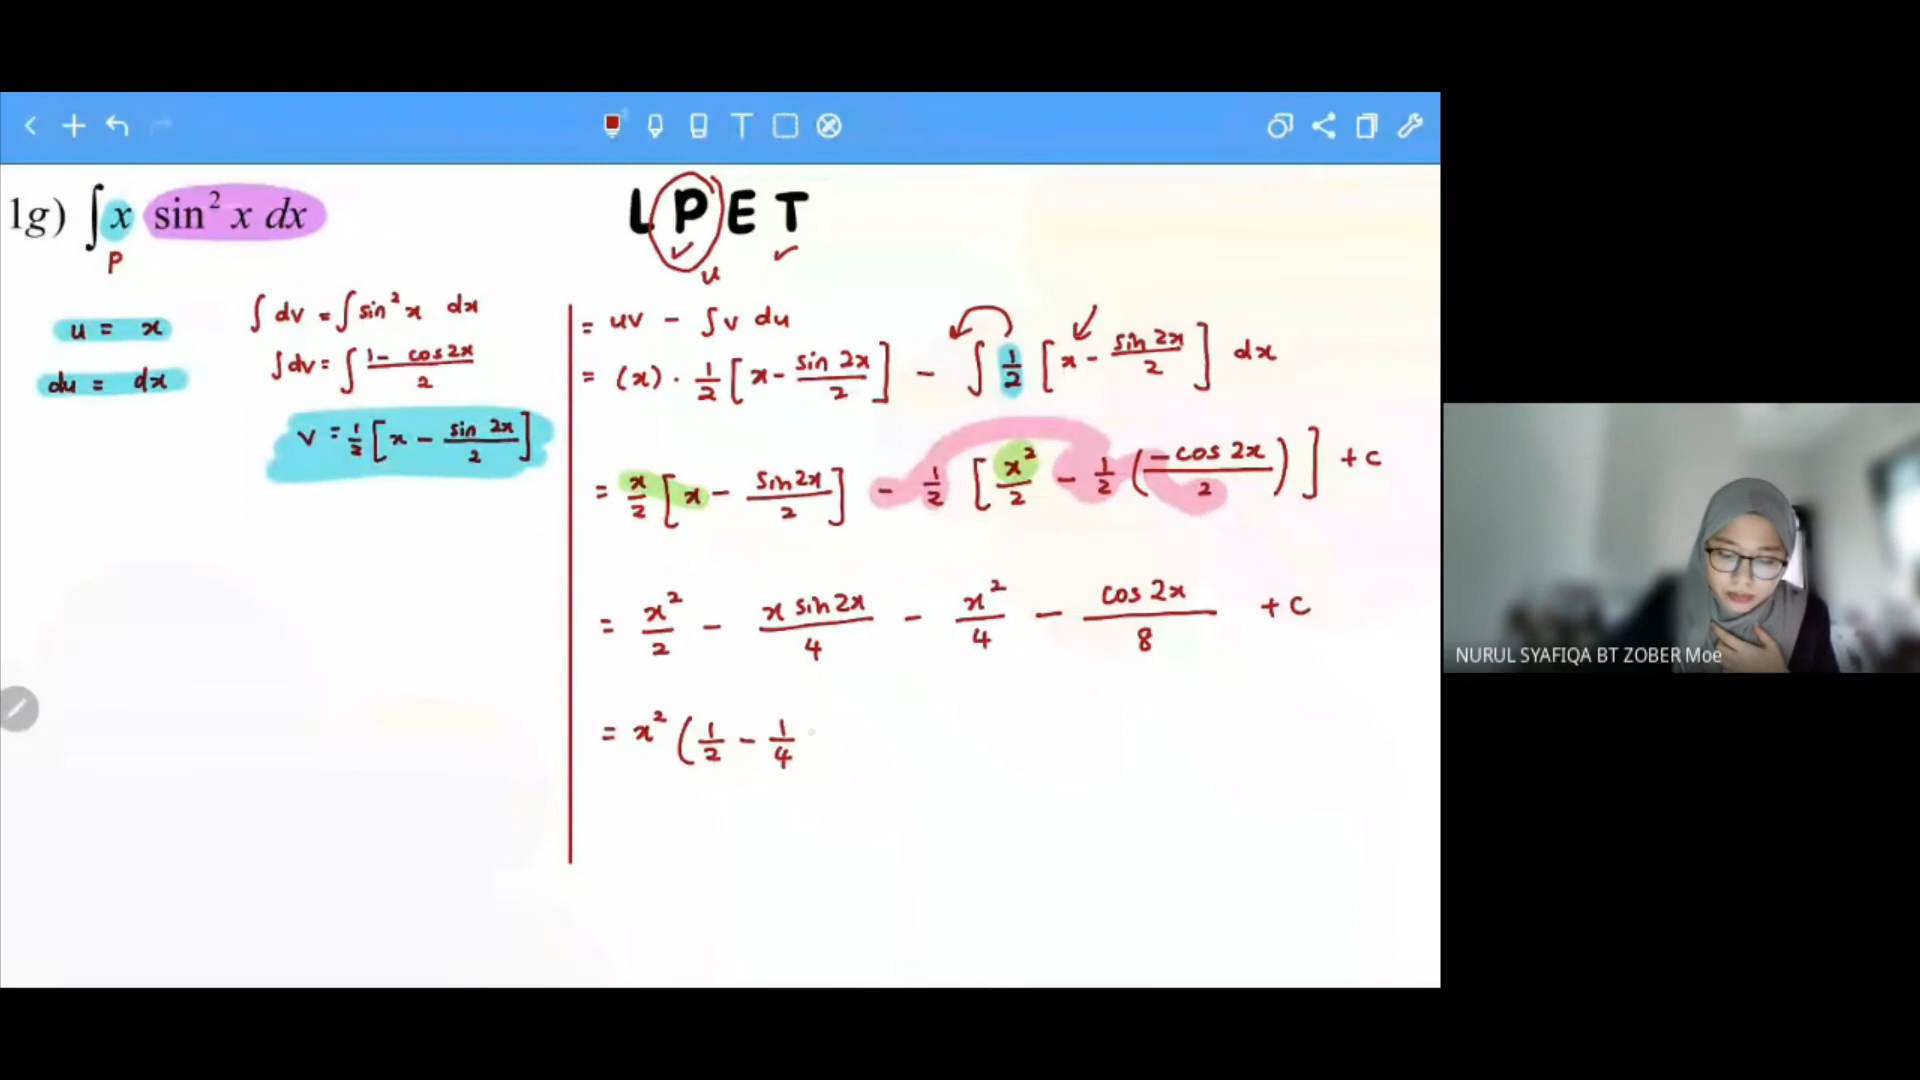 1g) ∫ x sin² x dx
P
L P E T
u
u = x
du = dx
∫ dv = ∫ sin² x dx
∫ dv = ∫ (1 - cos 2x)/2
v = 1/2 [x - sin 2x/2]
= uv - ∫ v du
= (x) · 1/2 [x - sin 2x/2] - ∫ 1/2 [x - sin 2x/2] dx
= x/2 [x - sin 2x/2] - 1/2 [x²/2 - 1/2 (-cos 2x/2)] + c
= x²/2 - x sin 2x/4 - x²/4 - cos 2x/8 + c
= x² (1/2 - 1/4
NURUL SYAFIQA BT ZOBER Moe